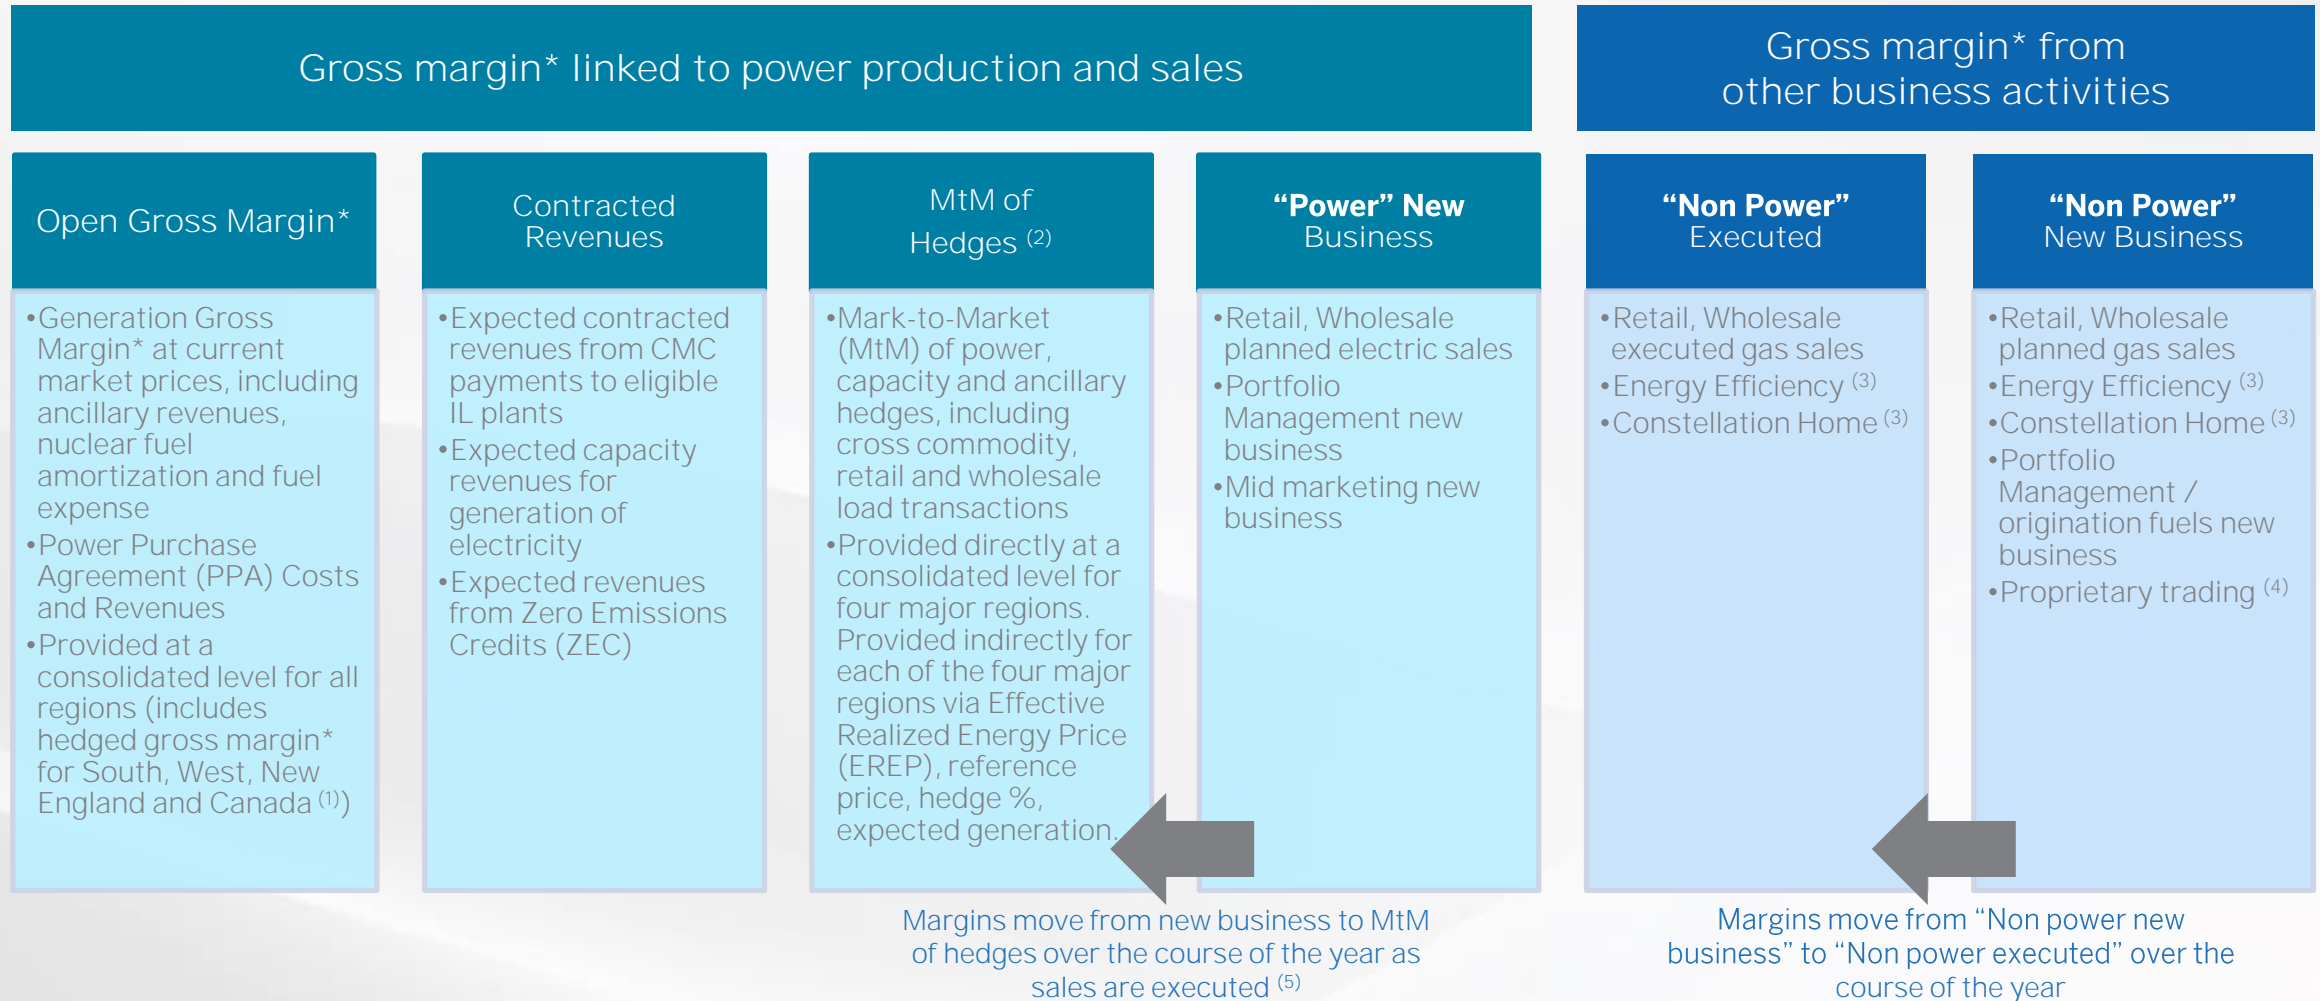 Gross margin* linked to power production and sales
Gross margin* from
other business activities
Open Gross Margin*
•Generation Gross
Margin* at current
market prices, including
ancillary revenues,
nuclear fuel
amortization and fuel
expense
•Power Purchase
Agreement (PPA) Costs
and Revenues
•Provided at a
consolidated level for all
regions (includes
hedged gross margin*
for South, West, New
England and Canada (1))
Contracted
Revenues
•Expected contracted
revenues from CMC
payments to eligible
IL plants
•Expected capacity
revenues for
generation of
electricity
•Expected revenues
from Zero Emissions
Credits (ZEC)
MtM of
Hedges (2)
•Mark-to-Market
(MtM) of power,
capacity and ancillary
hedges, including
cross commodity,
retail and wholesale
load transactions
•Provided directly at a
consolidated level for
four major regions.
Provided indirectly for
each of the four major
regions via Effective
Realized Energy Price
(EREP), reference
price, hedge %,
expected generation.
“Power” New
Business
•Retail, Wholesale
planned electric sales
•Portfolio
Management new
business
•Mid marketing new
business
Margins move from new business to MtM
of hedges over the course of the year as
sales are executed (5)
“Non Power”
Executed
•Retail, Wholesale
executed gas sales
•Energy Efficiency (3)
•Constellation Home (3)
“Non Power”
New Business
•Retail, Wholesale
planned gas sales
•Energy Efficiency (3)
•Constellation Home (3)
•Portfolio
Management /
origination fuels new
business
•Proprietary trading (4)
Margins move from “Non power new
business” to “Non power executed” over the
course of the year